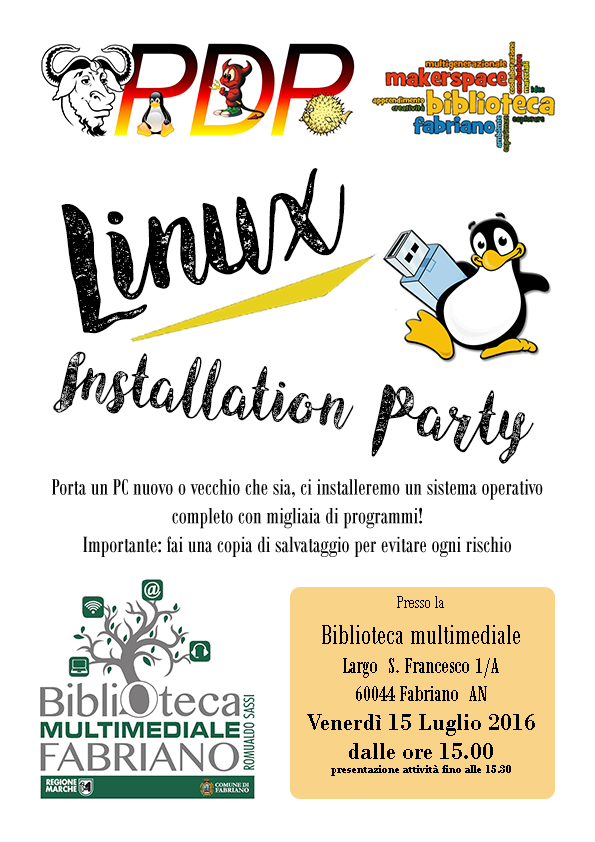 PDP
multigenerazionale
makerspace
apprendimento
biblioteca
creatività
fabriano
idee
esplorare
Linux
Installation Party
Porta un PC nuovo o vecchio che sia, ci installeremo un sistema operativo
completo con migliaia di programmi!
Importante: fai una copia di salvataggio per evitare ogni rischio
@
BibliOteca
MULTIMEDIALE
FABRIANO
ROMUALDO SASSI
REGIONE
MARCHE
COMUNE DI
FABRIANO
Presso la
Biblioteca multimediale
Largo S. Francesco 1/A
60044 Fabriano AN
Venerdì 15 Luglio 2016
dalle ore 15.00
presentazione attività fino alle 15.30